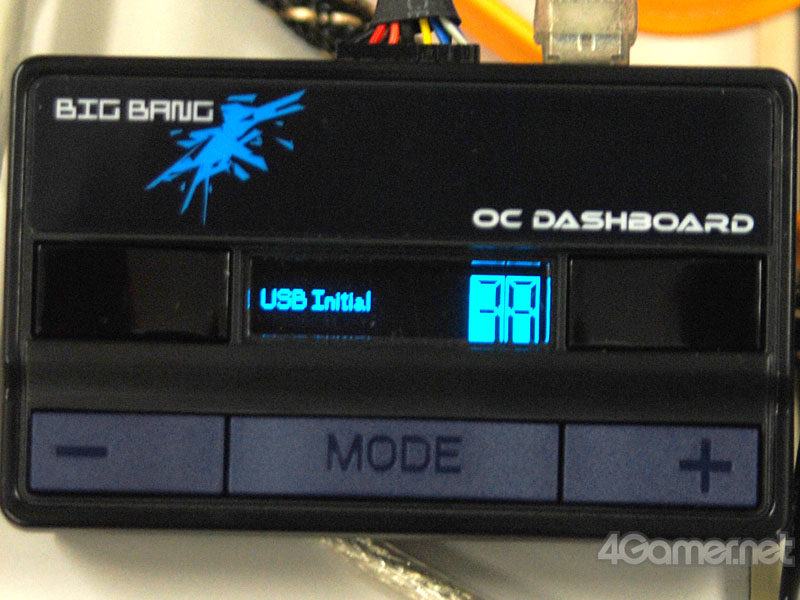 BIG BANG
OC DASHBOARD
USB Initial
− MODE +
4Gamer.net